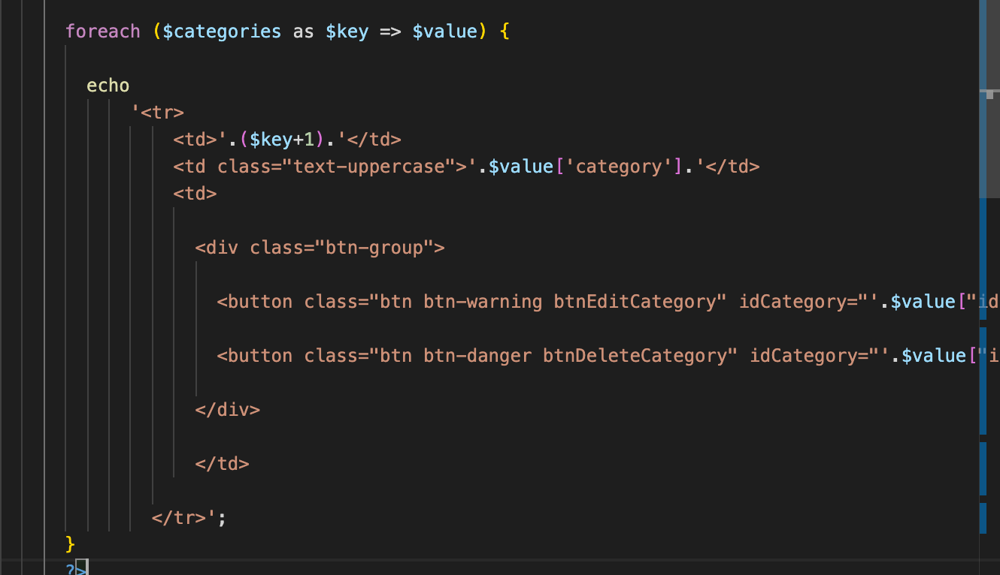 foreach ($categories as $key => $value) {
echo
'<tr>
<td>'.($key+1).'</td>
<td class="text-uppercase">'.$value['category'].'</td>
<td>
<div class="btn-group">
<button class="btn btn-warning btnEditCategory" idCategory="'.$value["id
<button class="btn btn-danger btnDeleteCategory" idCategory="'.$value["i
</div>
</td>
</tr>';
}
?>